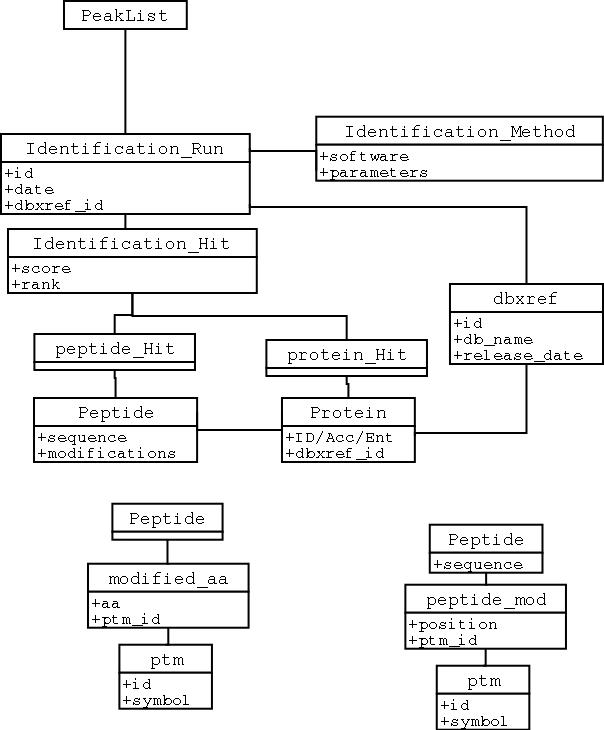 PeakList
Identification_Run
+id
+date
+dbxref_id
Identification_Method
+software
+parameters
Identification_Hit
+score
+rank
dbxref
+id
+db_name
+release_date
peptide_Hit
protein_Hit
Peptide
+sequence
+modifications
Protein
+ID/Acc/Ent
+dbxref_id
Peptide
modified_aa
+aa
+ptm_id
ptm
+id
+symbol
Peptide
+sequence
peptide_mod
+position
+ptm_id
ptm
+id
+symbol